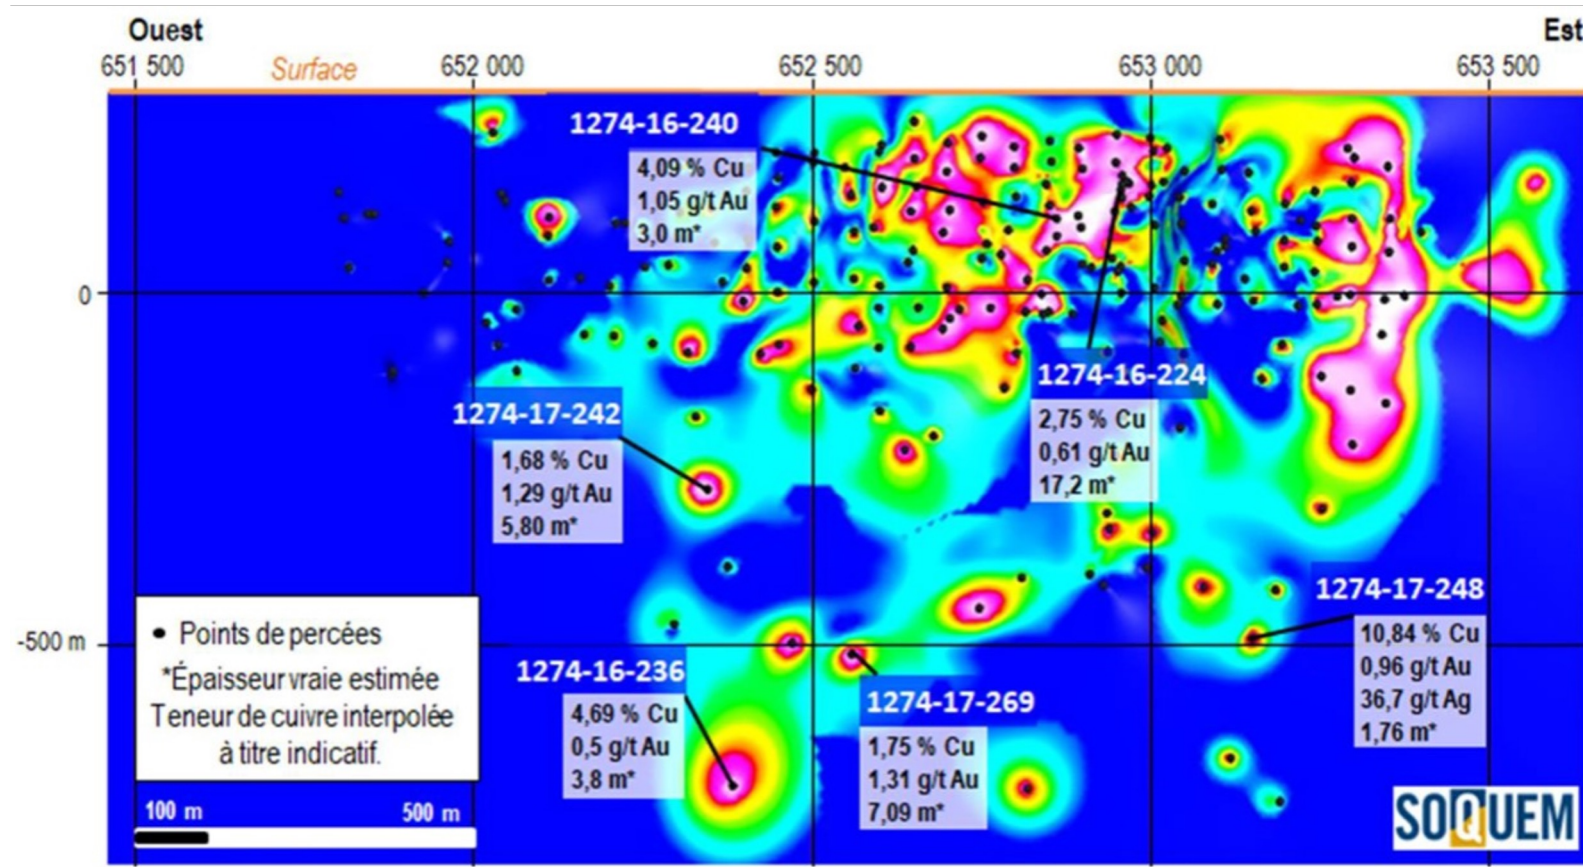 Ouest
Est
651 500
Surface
652 000
652 500
653 000
653 500
1274-16-240
4,09 % Cu
1,05 g/t Au
3,0 m*
0
1274-16-224
2,75 % Cu
0,61 g/t Au
17,2 m*
1274-17-242
1,68 % Cu
1,29 g/t Au
5,80 m*
1274-17-248
10,84 % Cu
0,96 g/t Au
36,7 g/t Ag
1,76 m*
-500 m
1274-16-236
4,69 % Cu
0,5 g/t Au
3,8 m*
1274-17-269
1,75 % Cu
1,31 g/t Au
7,09 m*
Points de percées
*Épaisseur vraie estimée
Teneur de cuivre interpolée
à titre indicatif.
100 m
500 m
SOQUEM